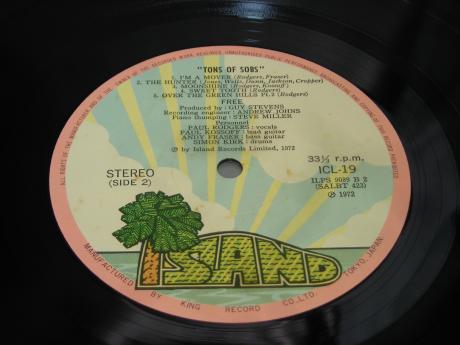 "TONS OF SOBS"
1. I'M A MOVER (Rodgers, Fraser)
2. THE HUNTER (Jones, Wells, Dunn, Jackson, Cropper)
3. MOONSHINE (Rodgers, Kossoff)
4. SWEET TOOTH (Rodgers)
5. OVER THE GREEN HILLS Pt.2 (Rodgers)
FREE
Produced by : GUY STEVENS
Recording engineer : ANDREW JOHNS
Piano thumping : STEVE MILLER
Personnel
PAUL RODGERS : vocals
PAUL KOSSOFF : lead guitar
ANDY FRASER : bass guitar
SIMON KIRK : drums
℗ by Island Records Limited, 1972
STEREO
(SIDE 2)
33⅓ r.p.m.
ICL-19
ILPS 9089 B 2
(SALBT 423)
℗ 1972
ISLAND
MANUFACTURED BY KING RECORD CO., LTD. TOKYO, JAPAN